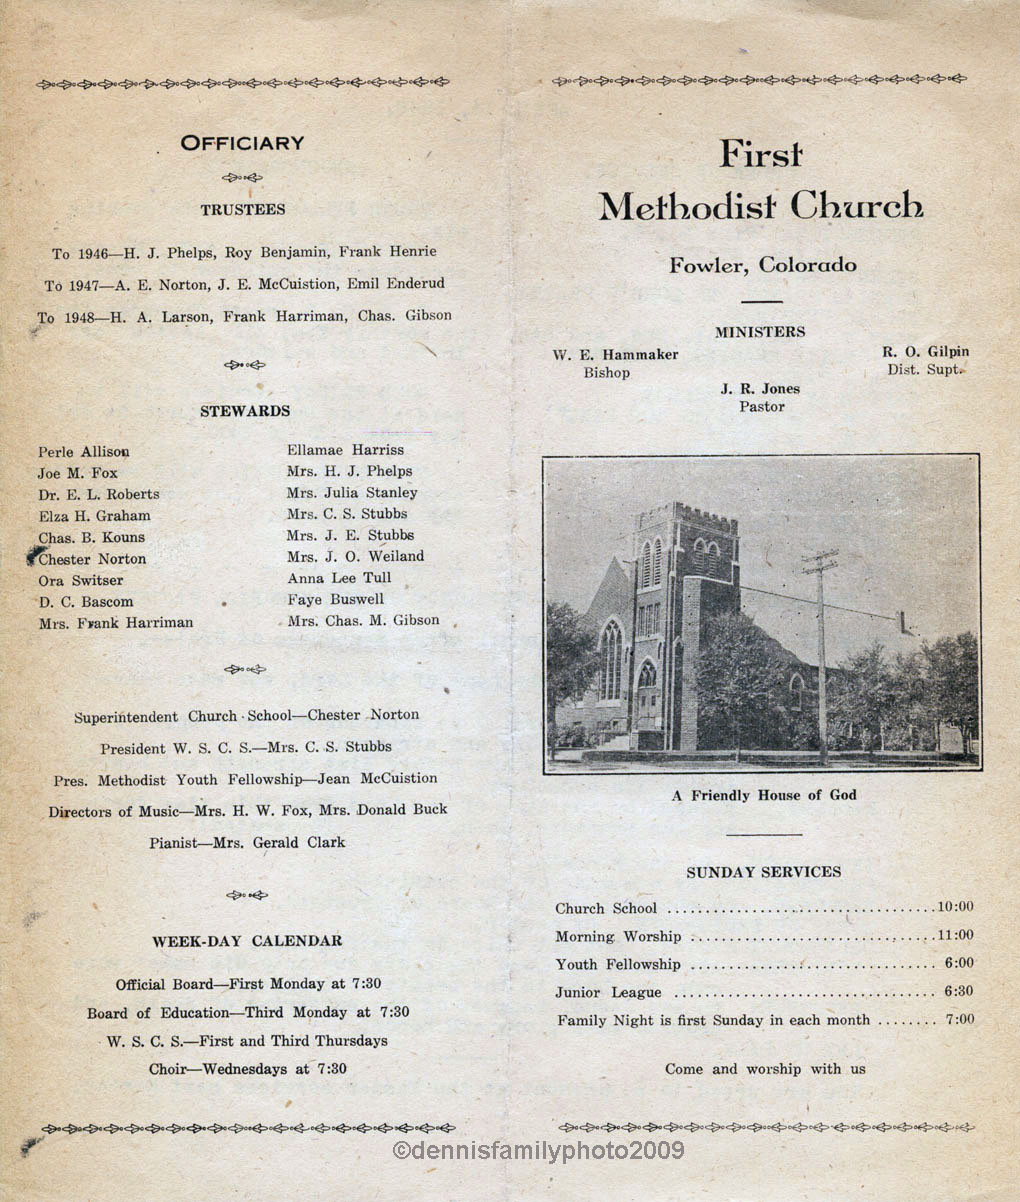 OFFICIARY
TRUSTEES
To 1946—H. J. Phelps, Roy Benjamin, Frank Henrie
To 1947—A. E. Norton, J. E. McCuistion, Emil Enderud
To 1948—H. A. Larson, Frank Harriman, Chas. Gibson
STEWARDS
Perle Allison
Joe M. Fox
Dr. E. L. Roberts
Elza H. Graham
Chas. B. Kouns
Chester Norton
Ora Switser
D. C. Bascom
Mrs. Frank Harriman
Ellamae Harriss
Mrs. H. J. Phelps
Mrs. Julia Stanley
Mrs. C. S. Stubbs
Mrs. J. E. Stubbs
Mrs. J. O. Weiland
Anna Lee Tull
Faye Buswell
Mrs. Chas. M. Gibson
Superintendent Church School—Chester Norton
President W. S. C. S.—Mrs. C. S. Stubbs
Pres. Methodist Youth Fellowship—Jean McCuistion
Directors of Music—Mrs. H. W. Fox, Mrs. Donald Buck
Pianist—Mrs. Gerald Clark
WEEK-DAY CALENDAR
Official Board—First Monday at 7:30
Board of Education—Third Monday at 7:30
W. S. C. S.—First and Third Thursdays
Choir—Wednesdays at 7:30
First
Methodist Church
Fowler, Colorado
MINISTERS
W. E. Hammaker
Bishop
R. O. Gilpin
Dist. Supt.
J. R. Jones
Pastor
A Friendly House of God
SUNDAY SERVICES
Church School ................................... 10:00
Morning Worship ................................ 11:00
Youth Fellowship ................................ 6:00
Junior League .................................. 6:30
Family Night is first Sunday in each month ........ 7:00
Come and worship with us
©dennisfamilyphoto2009